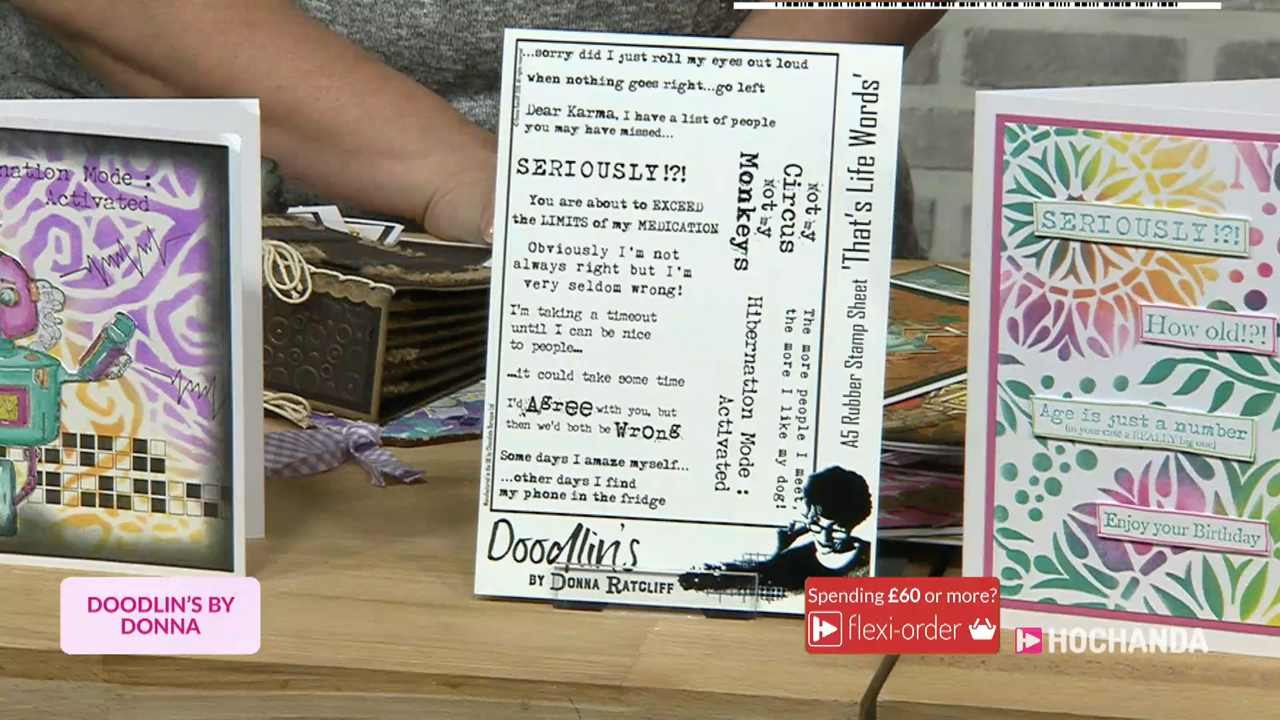 ...sorry did I just roll my eyes out loud
when nothing goes right...go left
Dear Karma, I have a list of people
you may have missed...
SERIOUSLY!?!
You are about to EXCEED
the LIMITS of my MEDICATION
Obviously I'm not
always right but I'm
very seldom wrong!
I'm taking a timeout
until I can be nice
to people...
...it could take some time
I'd Agree with you, but
then we'd both be Wrong
Some days I amaze myself...
...other days I find
my phone in the fridge
Not my
Circus
Not my
Monkeys
The more people I meet,
the more I like my dog!
Hibernation Mode :
Activated
A5 Rubber Stamp Sheet 'That's Life Words'
Doodlin's
BY DONNA RATCLIFF
nation Mode :
Activated
N
SERIOUSLY!?!
How old!?!
Age is just a number
(in your case a REALLY big one)
Enjoy your Birthday
DOODLIN'S BY
DONNA
Spending £60 or more?
flexi-order
HOCHANDA